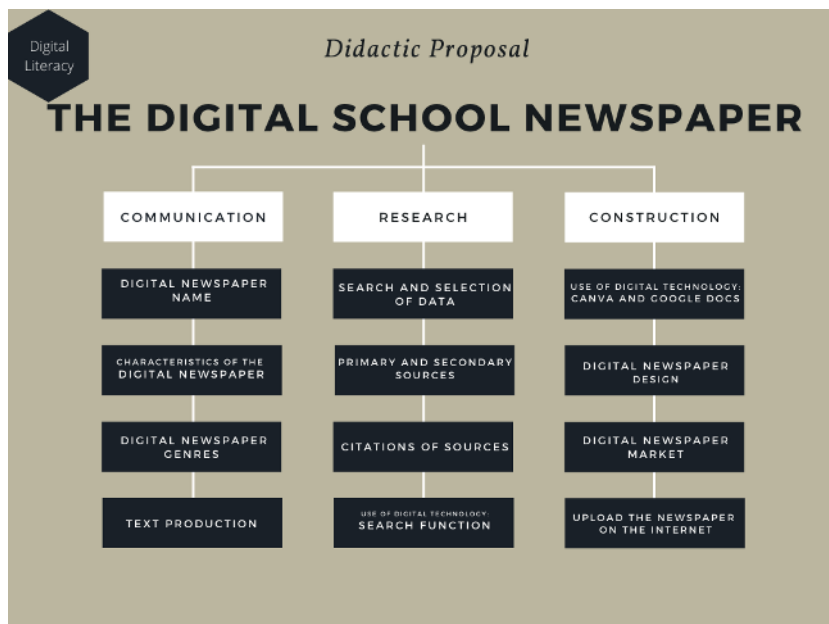 Digital
Literacy
Didactic Proposal
THE DIGITAL SCHOOL NEWSPAPER
COMMUNICATION
DIGITAL NEWSPAPER
NAME
CHARACTERISTICS OF THE
DIGITAL NEWSPAPER
DIGITAL NEWSPAPER
GENRES
TEXT PRODUCTION
RESEARCH
SEARCH AND SELECTION
OF DATA
PRIMARY AND SECONDARY
SOURCES
CITATIONS OF SOURCES
USE OF DIGITAL TECHNOLOGY:
SEARCH FUNCTION
CONSTRUCTION
USE OF DIGITAL TECHNOLOGY:
CANVA AND GOOGLE DOCS
DIGITAL NEWSPAPER
DESIGN
DIGITAL NEWSPAPER
MARKET
UPLOAD THE NEWSPAPER
ON THE INTERNET